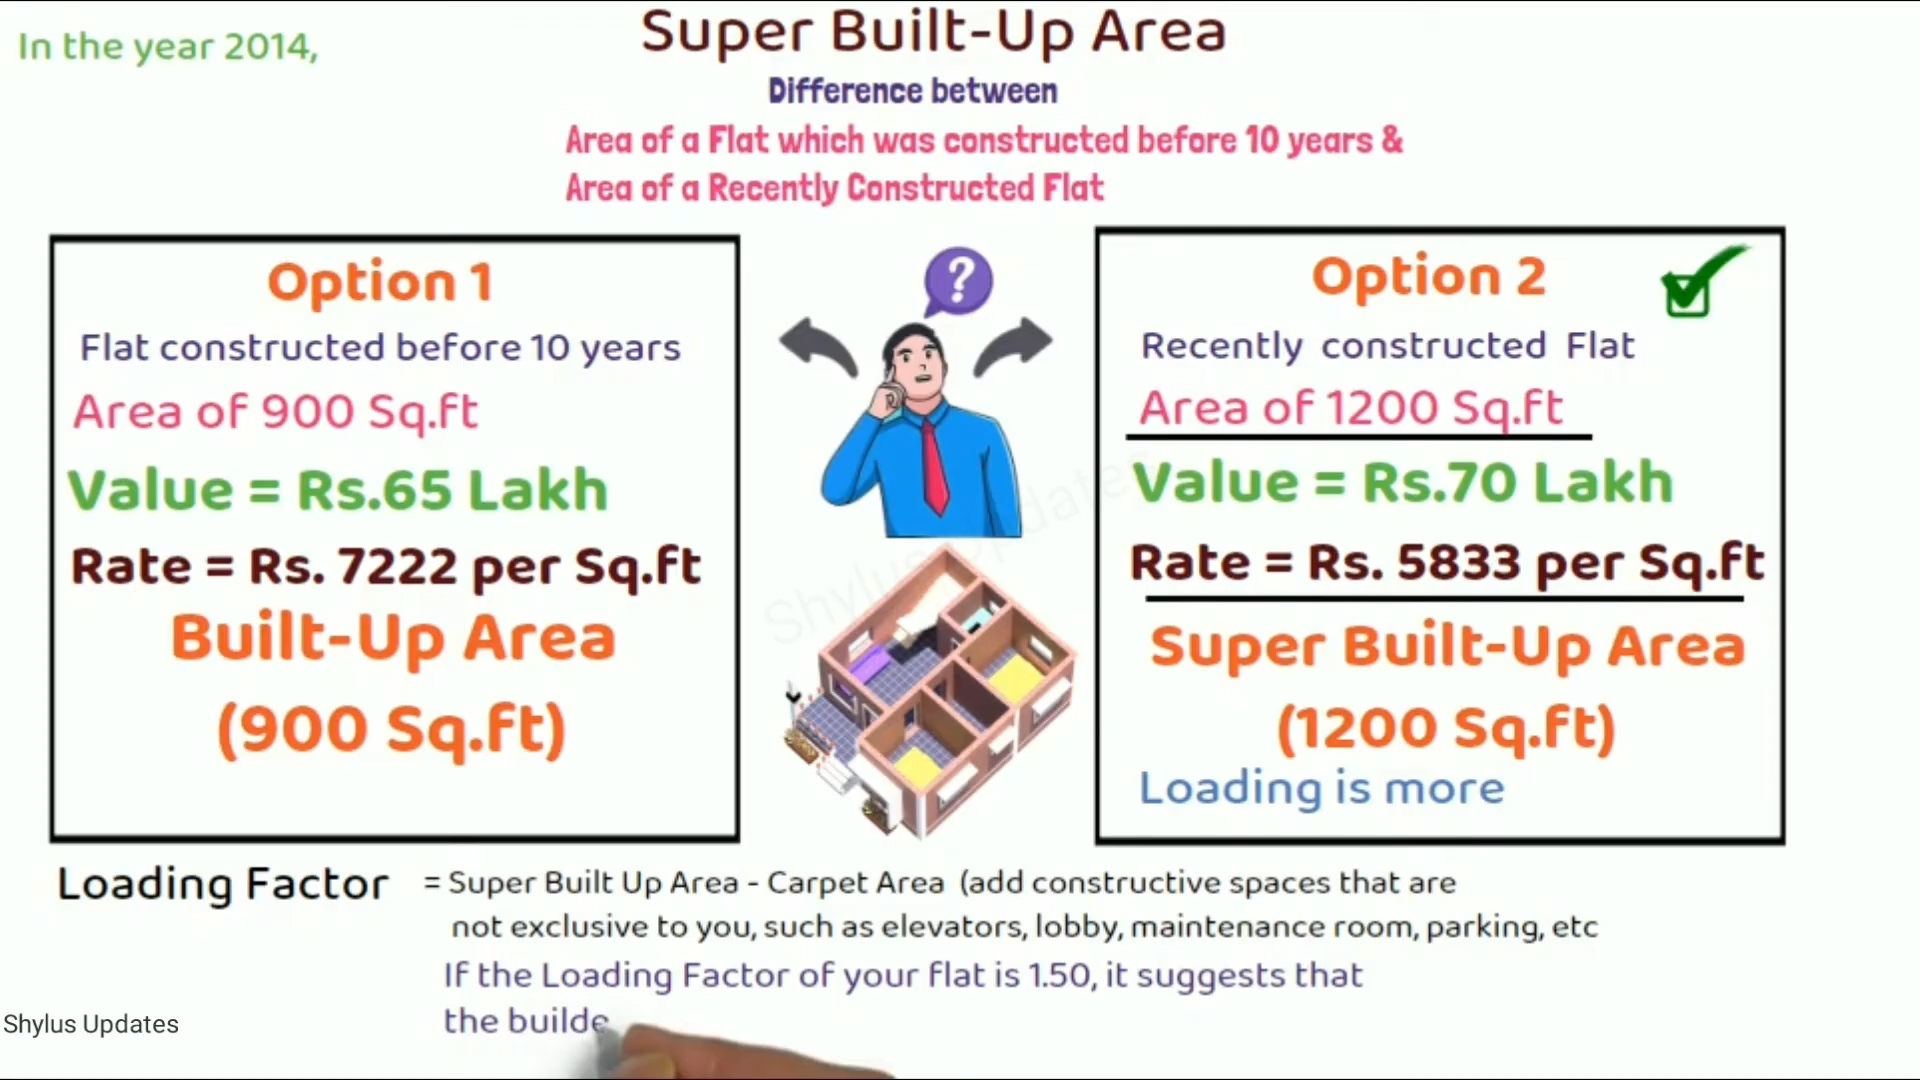 In the year 2014,
Super Built-Up Area
Difference between
Area of a Flat which was constructed before 10 years &
Area of a Recently Constructed Flat
Option 1
Flat constructed before 10 years
Area of 900 Sq.ft
Value = Rs.65 Lakh
Rate = Rs. 7222 per Sq.ft
Built-Up Area
(900 Sq.ft)
?
Option 2
Recently constructed Flat
Area of 1200 Sq.ft
Value = Rs.70 Lakh
Rate = Rs. 5833 per Sq.ft
Super Built-Up Area
(1200 Sq.ft)
Loading is more
Shylus Updates
Loading Factor = Super Built Up Area - Carpet Area (add constructive spaces that are
not exclusive to you, such as elevators, lobby, maintenance room, parking, etc
If the Loading Factor of your flat is 1.50, it suggests that
the builde
Shylus Updates